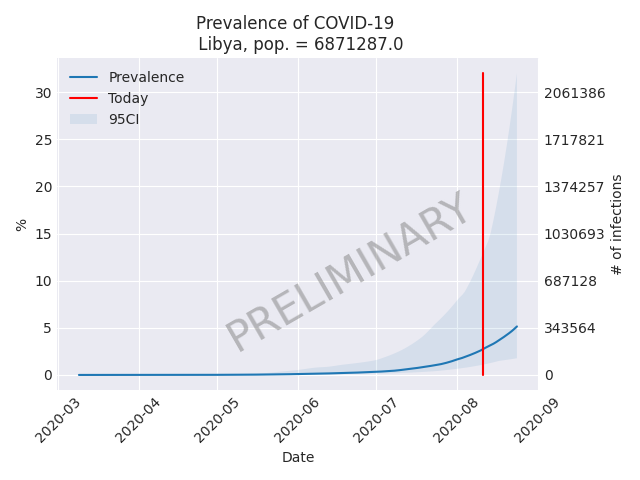 Prevalence of COVID-19
Libya, pop. = 6871287.0
Prevalence
Today
95CI
PRELIMINARY
%
30
25
20
15
10
5
0
2061386
1717821
1374257
1030693
687128
343564
0
# of infections
2020-03
2020-04
2020-05
2020-06
2020-07
2020-08
2020-09
Date